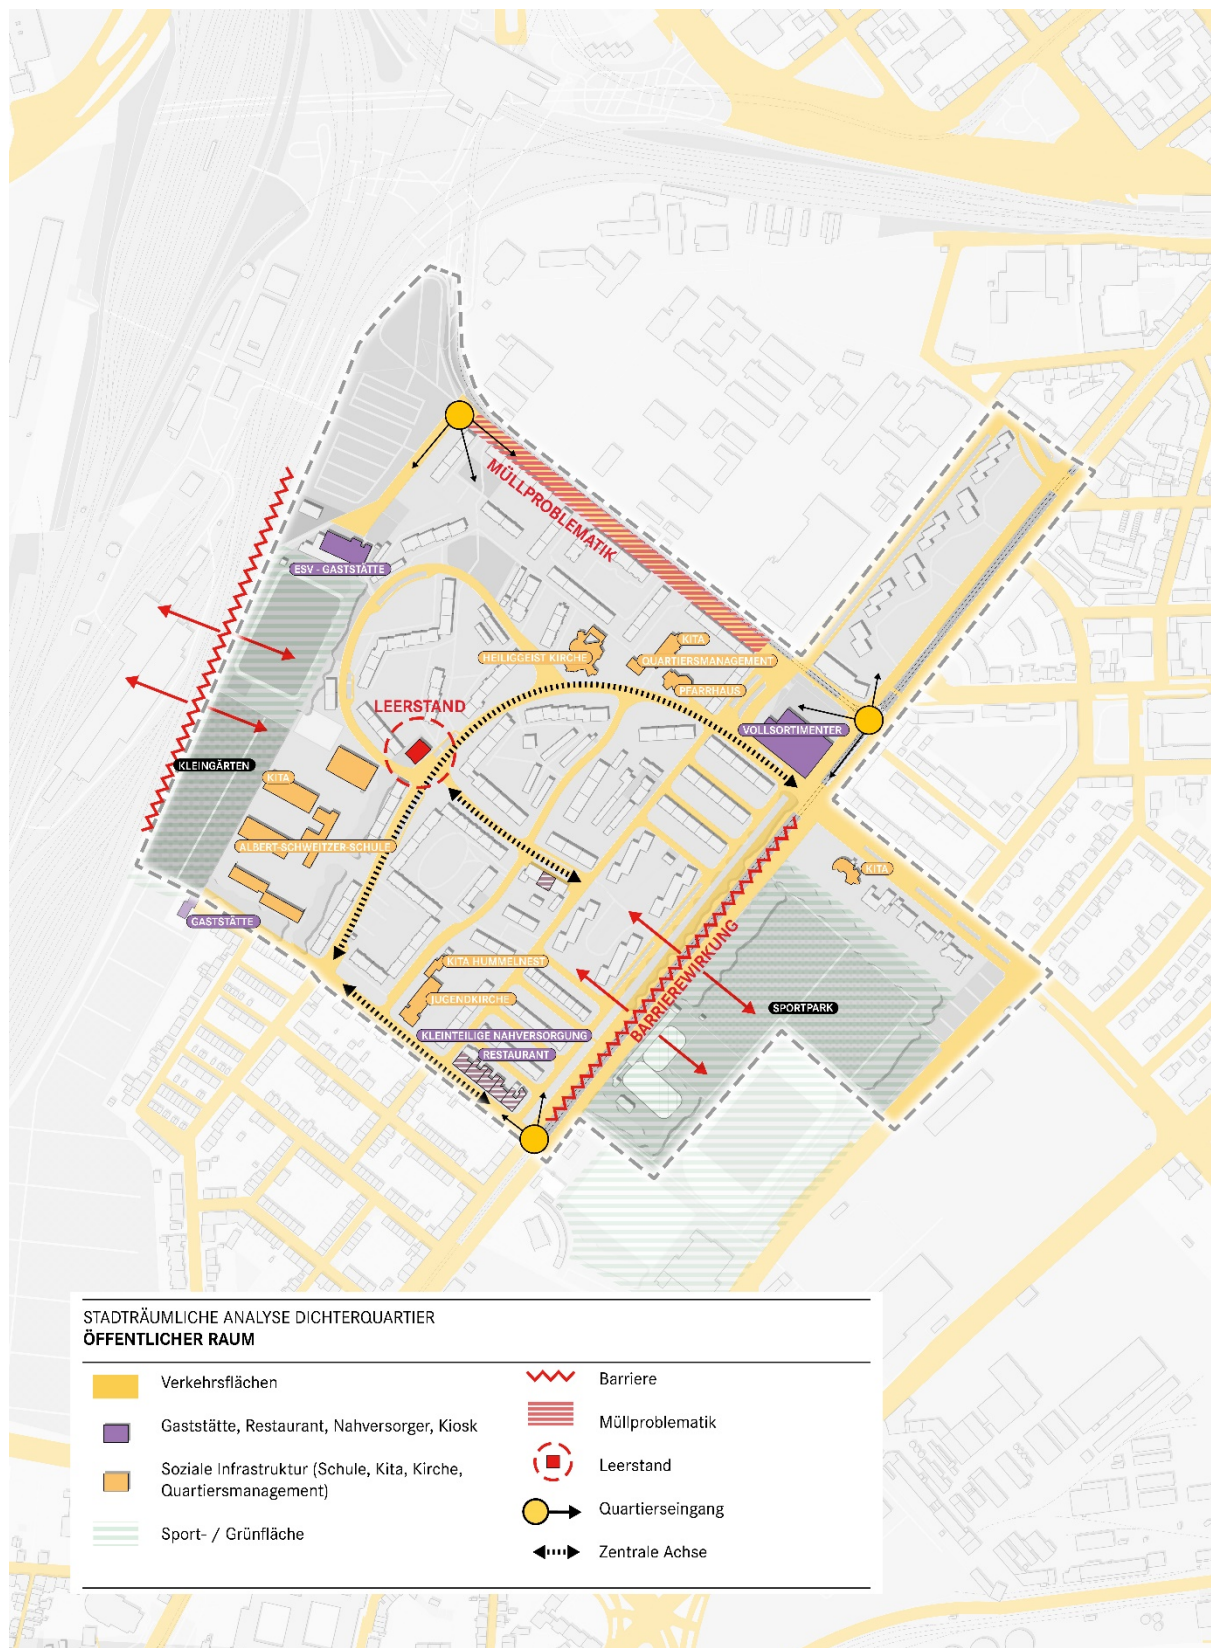 MÜLLPROBLEMATIK
ESV - GASTSTÄTTE
HEILIGGEIST KIRCHE
KITA
QUARTIERSMANAGEMENT
PFARRHAUS
LEERSTAND
VOLLSORTIMENTER
KLEINGÄRTEN
KITA
ALBERT-SCHWEITZER-SCHULE
KITA
GASTSTÄTTE
BARRIEREWIRKUNG
KITA HUMMELNEST
JUGENDKIRCHE
SPORTPARK
KLEINTEILIGE NAHVERSORGUNG
RESTAURANT
STADTRÄUMLICHE ANALYSE DICHTERQUARTIER
ÖFFENTLICHER RAUM
Verkehrsflächen
Gaststätte, Restaurant, Nahversorger, Kiosk
Soziale Infrastruktur (Schule, Kita, Kirche,
Quartiersmanagement)
Sport- / Grünfläche
Barriere
Müllproblematik
Leerstand
Quartierseingang
Zentrale Achse